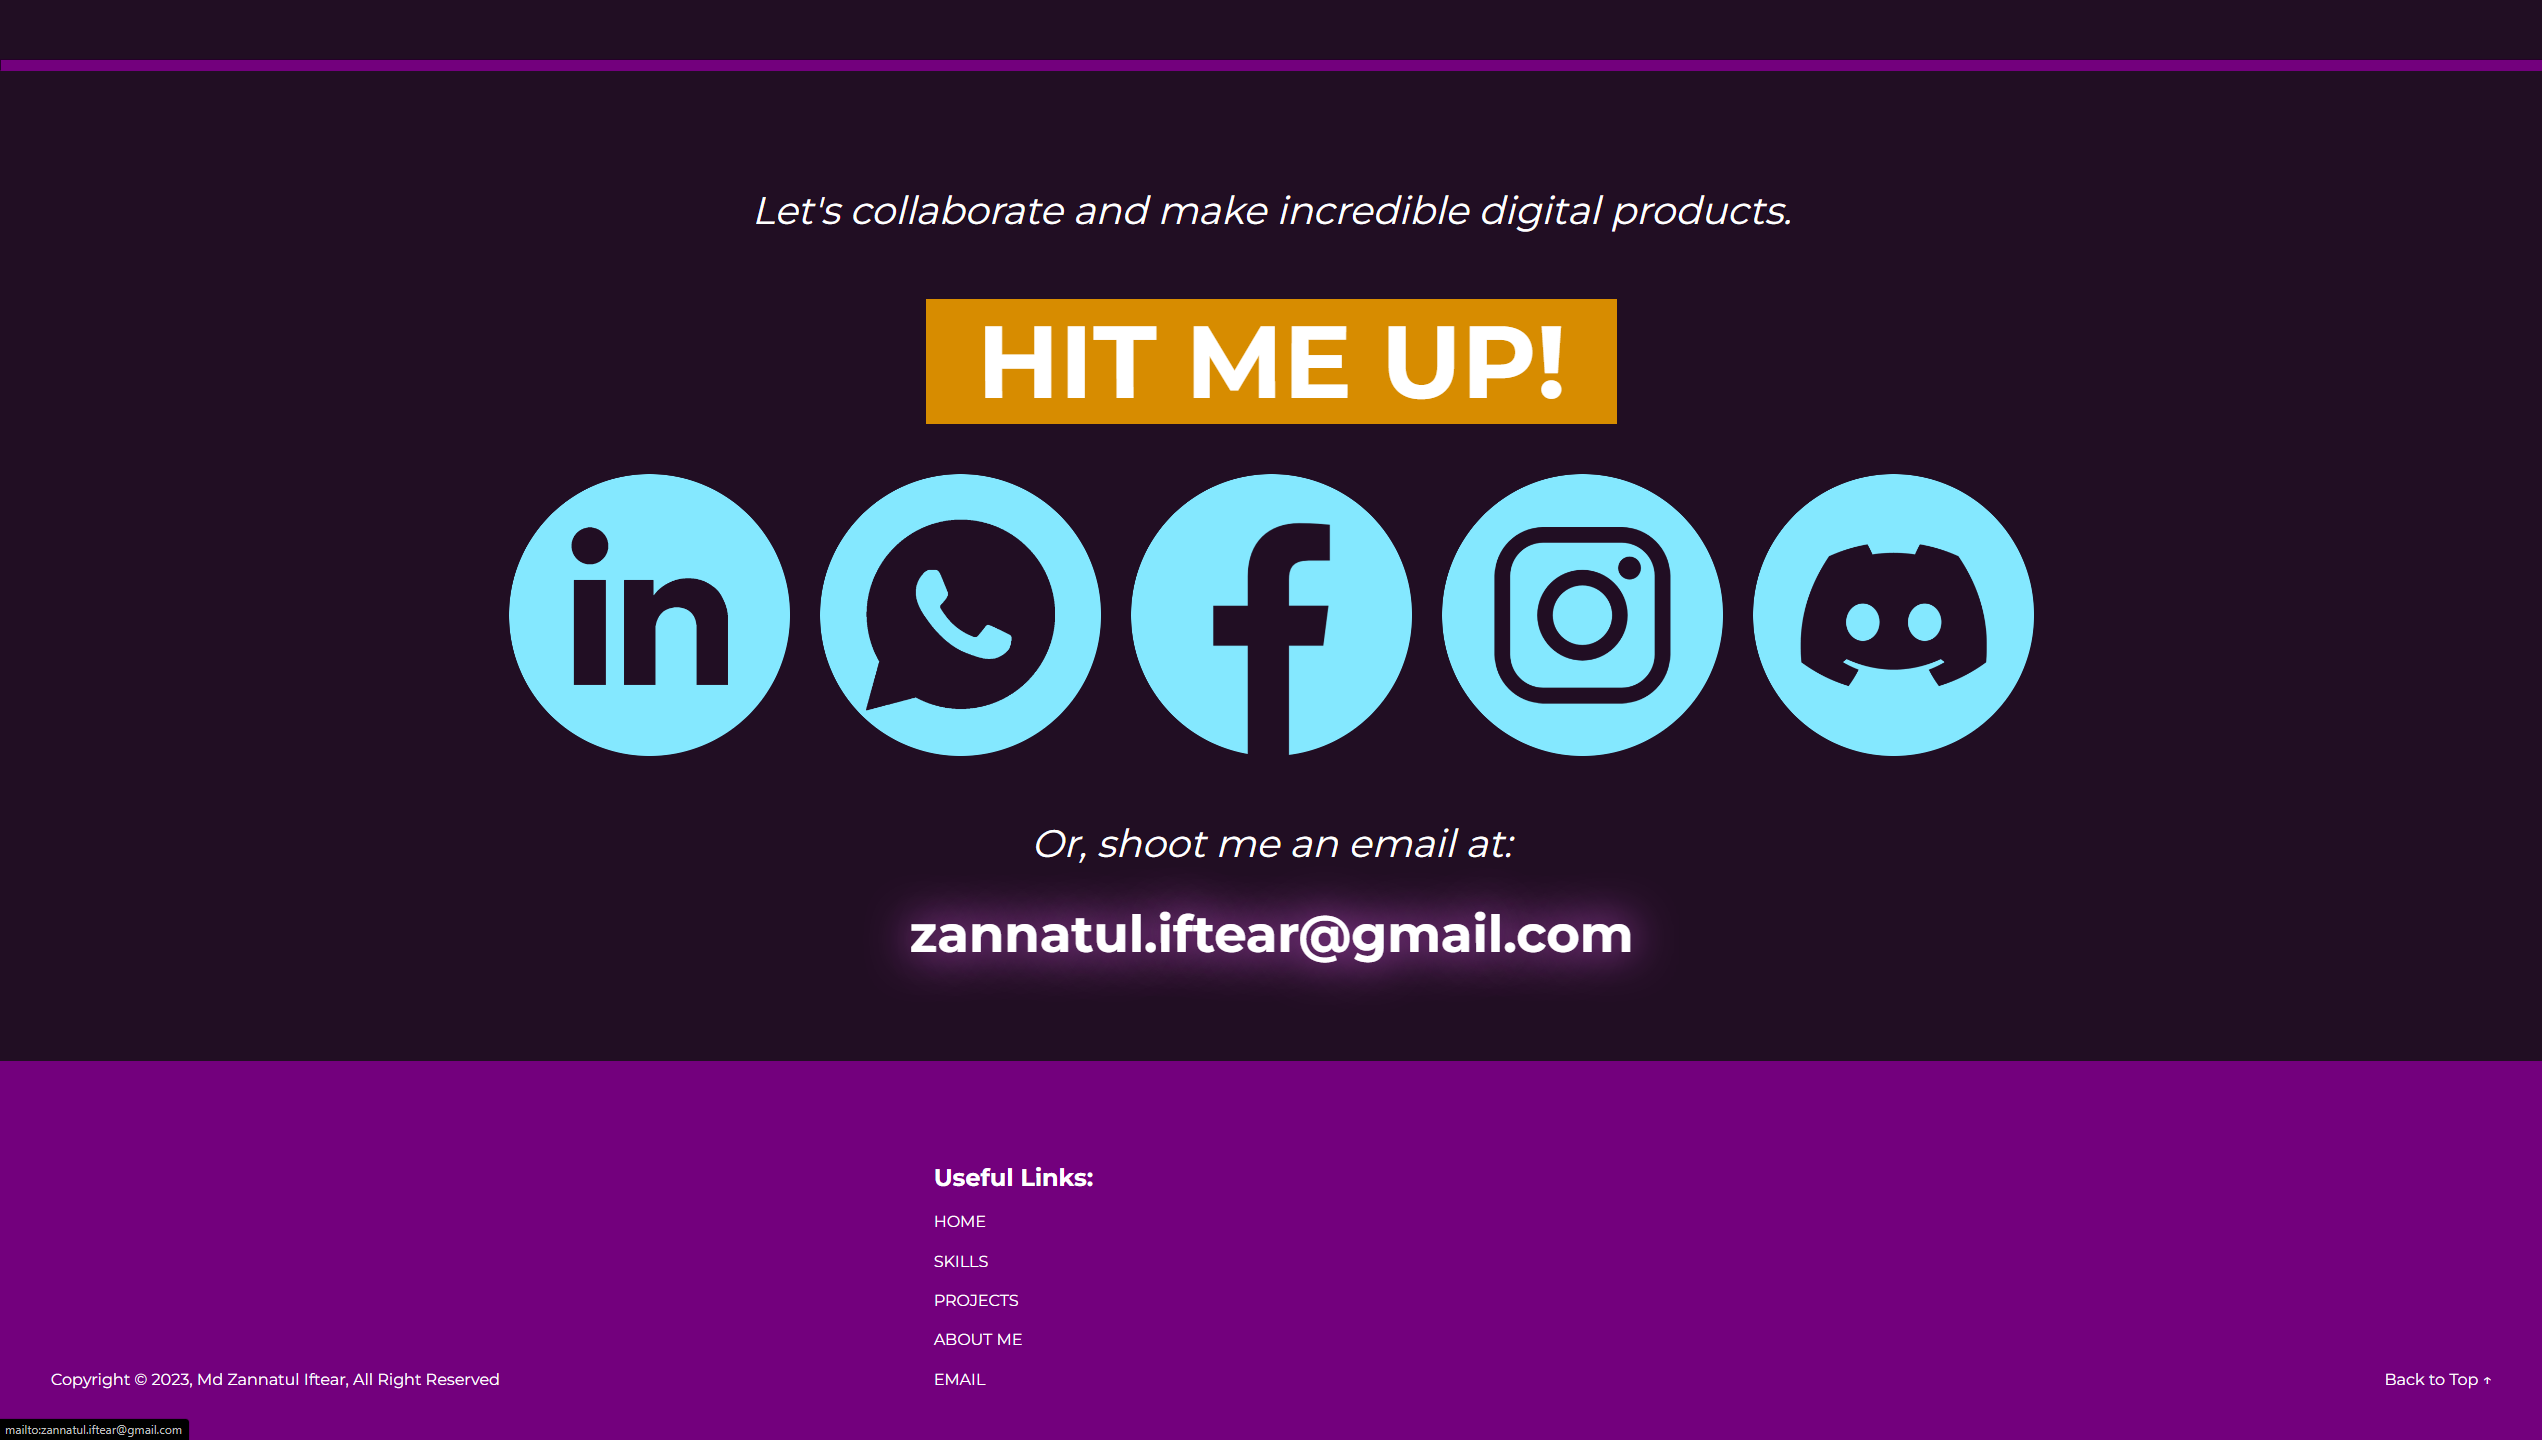 Let's collaborate and make incredible digital products.
HIT ME UP!
in
Or, shoot me an email at:
zannatul.iftear@gmail.com
Useful Links:
HOME
SKILLS
PROJECTS
ABOUT ME
EMAIL
Copyright © 2023, Md Zannatul Iftear, All Right Reserved
Back to Top ↑
mailto:zannatul.iftear@gmail.com